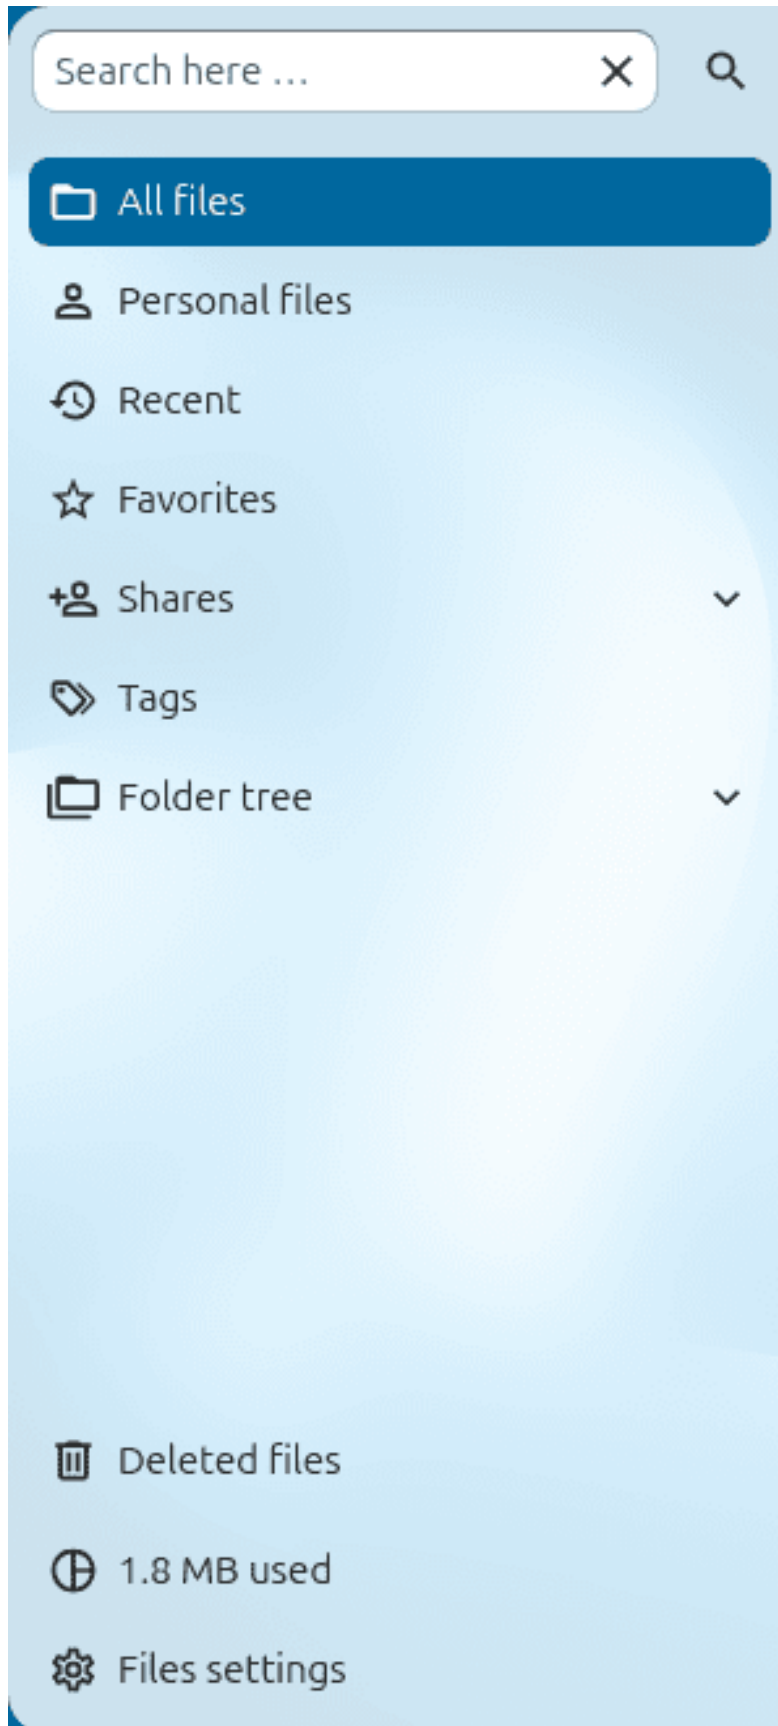 Search here …
All files
Personal files
Recent
Favorites
Shares
Tags
Folder tree
Deleted files
1.8 MB used
Files settings